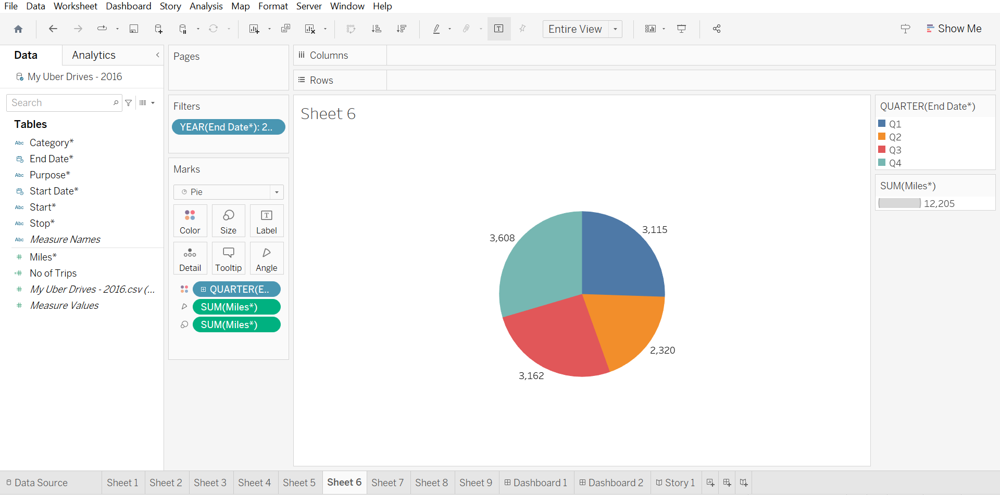 File Data Worksheet Dashboard Story Analysis Map Format Server Window Help
Entire View
Show Me
Data Analytics
My Uber Drives - 2016
Search
Tables
Abc Category*
End Date*
Abc Purpose*
Start Date*
Abc Start*
Abc Stop*
Abc Measure Names
# Miles*
=# No of Trips
# My Uber Drives - 2016.csv (...
# Measure Values
Pages
Filters
YEAR(End Date*): 2..
Marks
Pie
Color Size Label
Detail Tooltip Angle
QUARTER(E..
SUM(Miles*)
SUM(Miles*)
Columns
Rows
Sheet 6
3,115
3,608
2,320
3,162
QUARTER(End Date*)
Q1
Q2
Q3
Q4
SUM(Miles*)
12,205
Data Source Sheet 1 Sheet 2 Sheet 3 Sheet 4 Sheet 5 Sheet 6 Sheet 7 Sheet 8 Sheet 9 Dashboard 1 Dashboard 2 Story 1